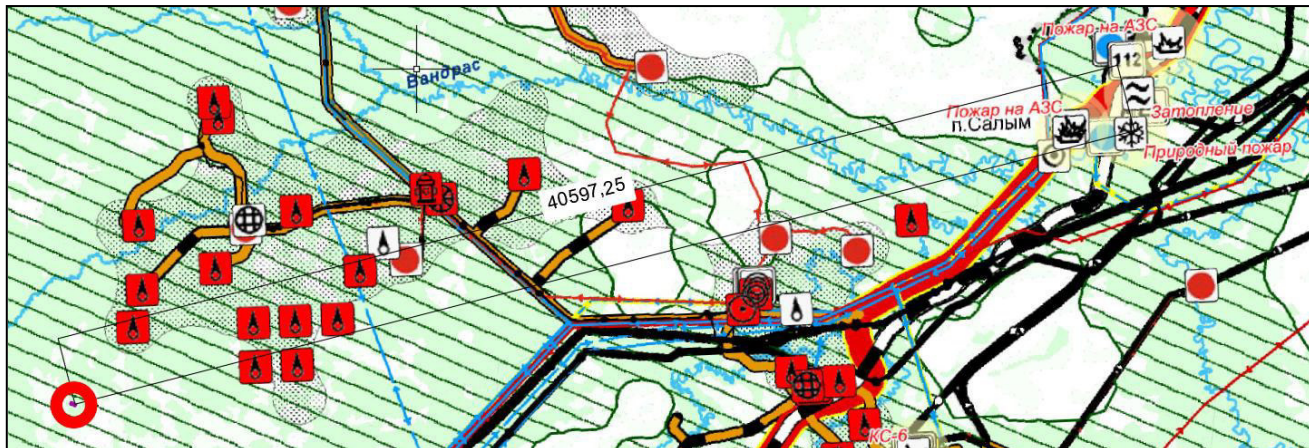 Пожар на АЗС
112
Вандрас
Пожар на АЗС
Затопление
п.Салым
Природный пожар
40597,25
КС-6